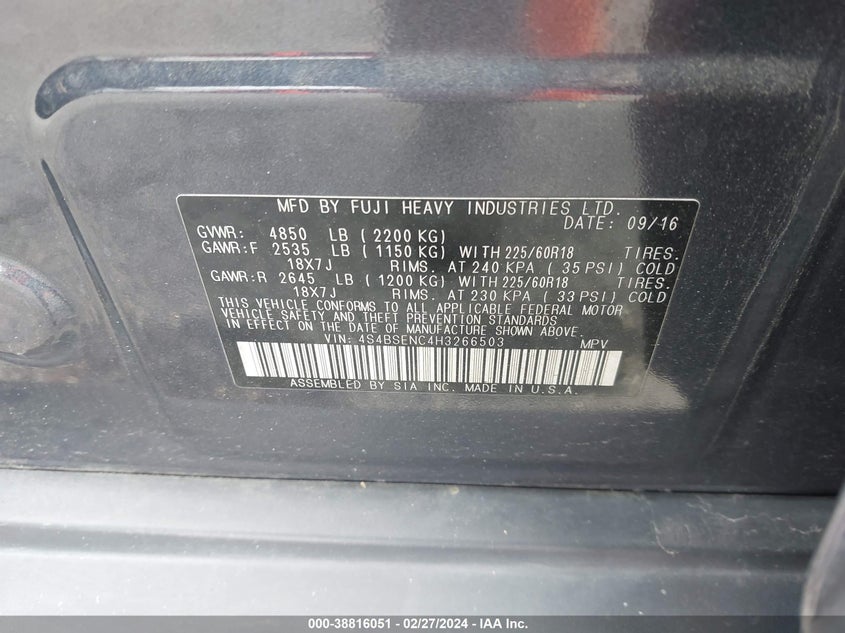 MFD BY FUJI HEAVY INDUSTRIES LTD.
DATE: 09/16
GVWR: 4850 LB (2200 KG)
GAWR:F 2535 LB (1150 KG) WITH 225/60R18 TIRES.
18X7J RIMS. AT 240 KPA (35 PSI) COLD
GAWR:R 2645 LB (1200 KG) WITH 225/60R18 TIRES.
18X7J RIMS. AT 230 KPA (33 PSI) COLD
THIS VEHICLE CONFORMS TO ALL APPLICABLE FEDERAL MOTOR
VEHICLE SAFETY AND THEFT PREVENTION STANDARDS
IN EFFECT ON THE DATE OF MANUFACTURE SHOWN ABOVE.
VIN: 4S4BSENC4H3266503 MPV
ASSEMBLED BY SIA INC. MADE IN U.S.A.
000-38816051 - 02/27/2024 - IAA Inc.